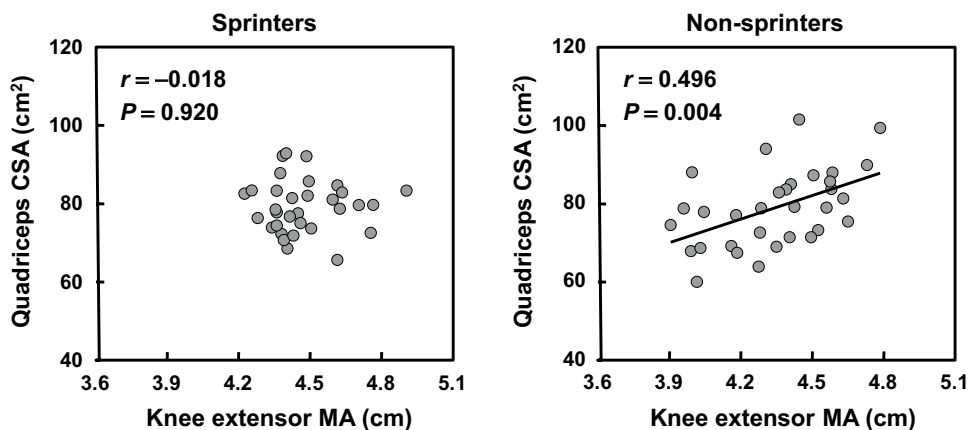 Sprinters
120
100
80
60
40
Quadriceps CSA (cm²)
r = –0.018
P = 0.920
3.6 3.9 4.2 4.5 4.8 5.1
Knee extensor MA (cm)
Non-sprinters
120
100
80
60
40
Quadriceps CSA (cm²)
r = 0.496
P = 0.004
3.6 3.9 4.2 4.5 4.8 5.1
Knee extensor MA (cm)